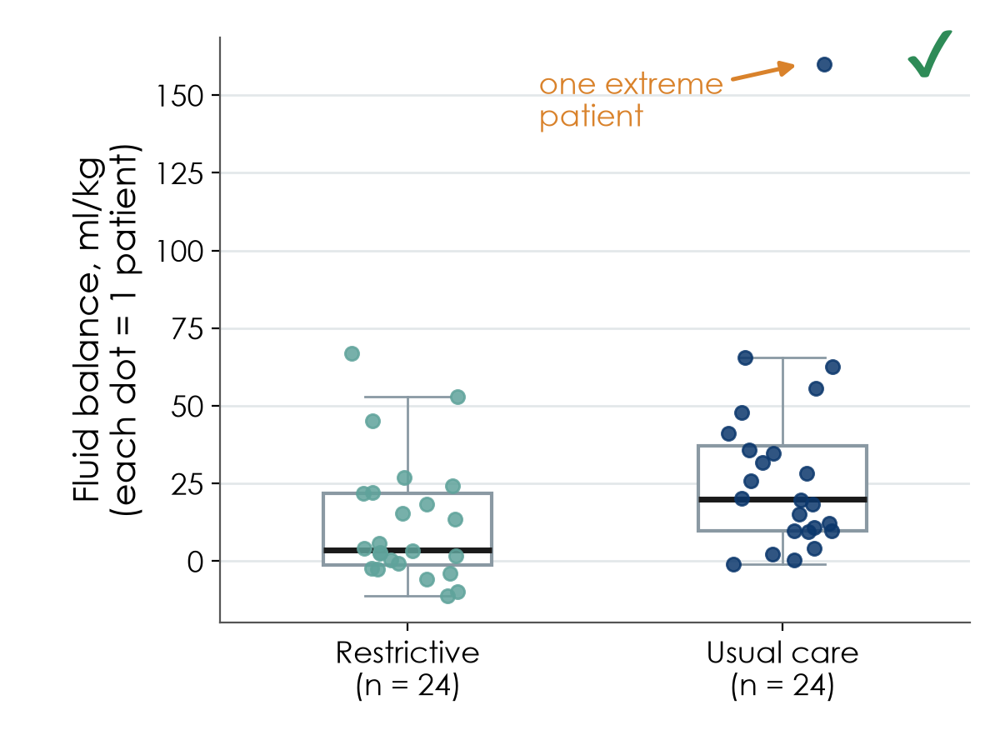 one extreme
patient
150
125
100
75
50
25
0
Fluid balance, ml/kg
(each dot = 1 patient)
Restrictive
(n = 24)
Usual care
(n = 24)